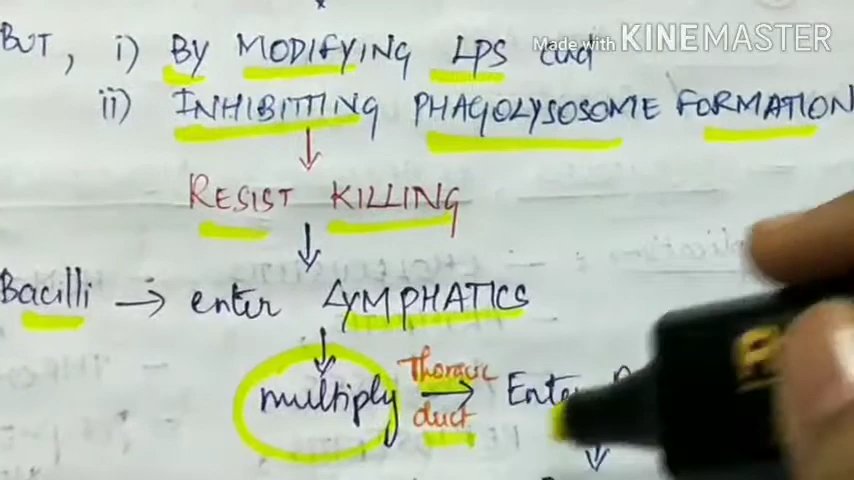 BUT, i) BY MODIFYING LPS and
Made with KINEMASTER
ii) INHIBITTING PHAGOLYSOSOME FORMATION
RESIST KILLING
Bacilli → enter LYMPHATICS
multiply Thoracic duct → Enter